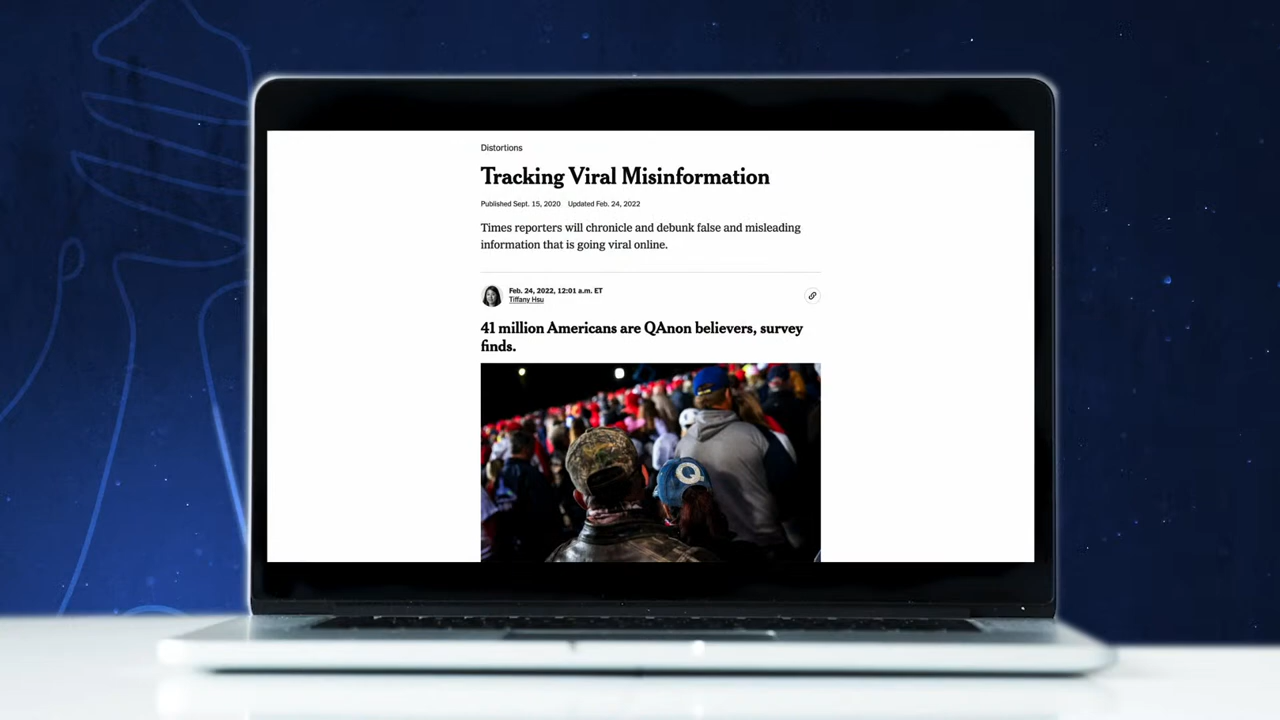 Distortions
Tracking Viral Misinformation
Published Sept. 15, 2020 Updated Feb. 24, 2022
Times reporters will chronicle and debunk false and misleading
information that is going viral online.
Feb. 24, 2022, 12:01 a.m. ET
Tiffany Hsu
41 million Americans are QAnon believers, survey
finds.
Q